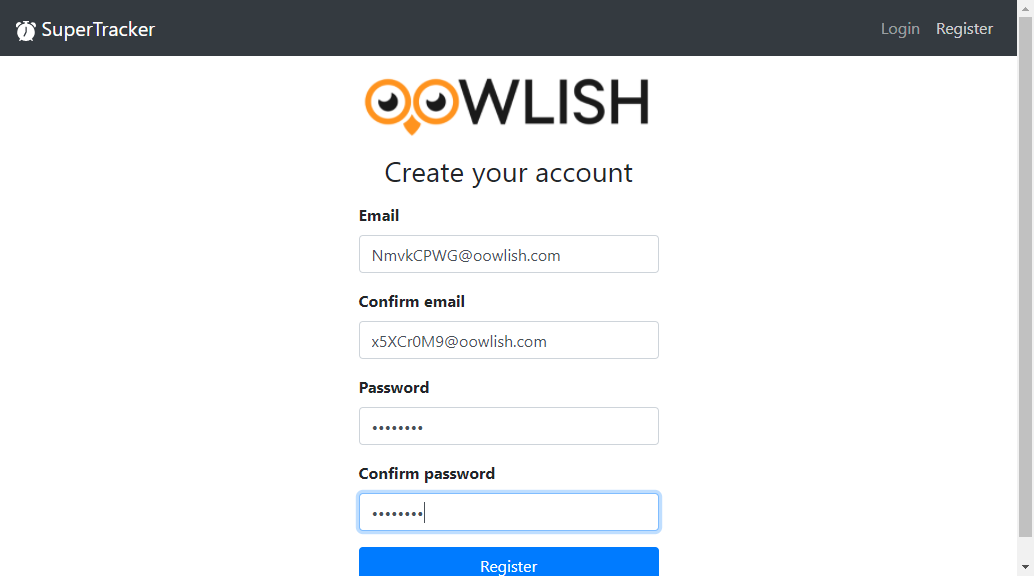 SuperTracker
Login Register
OOWLISH
Create your account
Email
NmvkCPWG@oowlish.com
Confirm email
x5XCr0M9@oowlish.com
Password
••••••••
Confirm password
••••••••
Register